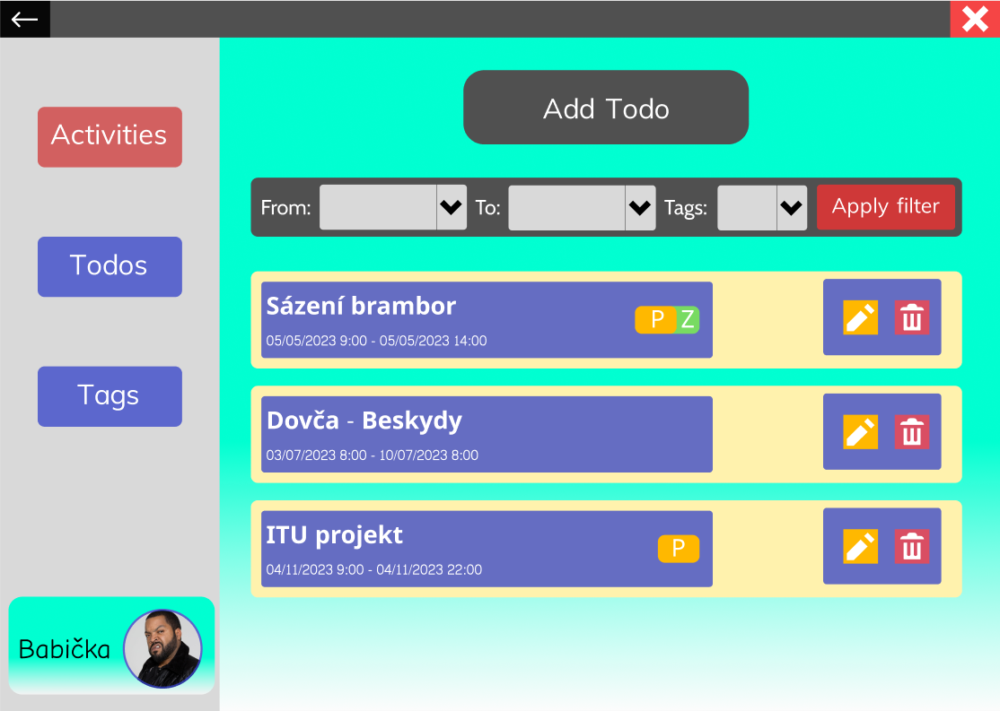 Activities
Todos
Tags
Babička
Add Todo
From: To: Tags: Apply filter
Sázení brambor
05/05/2023 9:00 - 05/05/2023 14:00
P Z
Dovča - Beskydy
03/07/2023 8:00 - 10/07/2023 8:00
ITU projekt
04/11/2023 9:00 - 04/11/2023 22:00
P